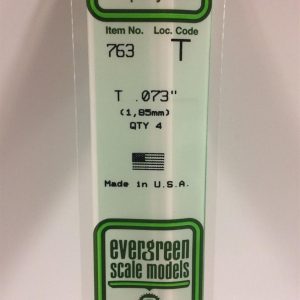 Item No. Loc. Code
763 T
T .073"
(1,85mm)
QTY 4
Made in U.S.A.
evergreen
scale models